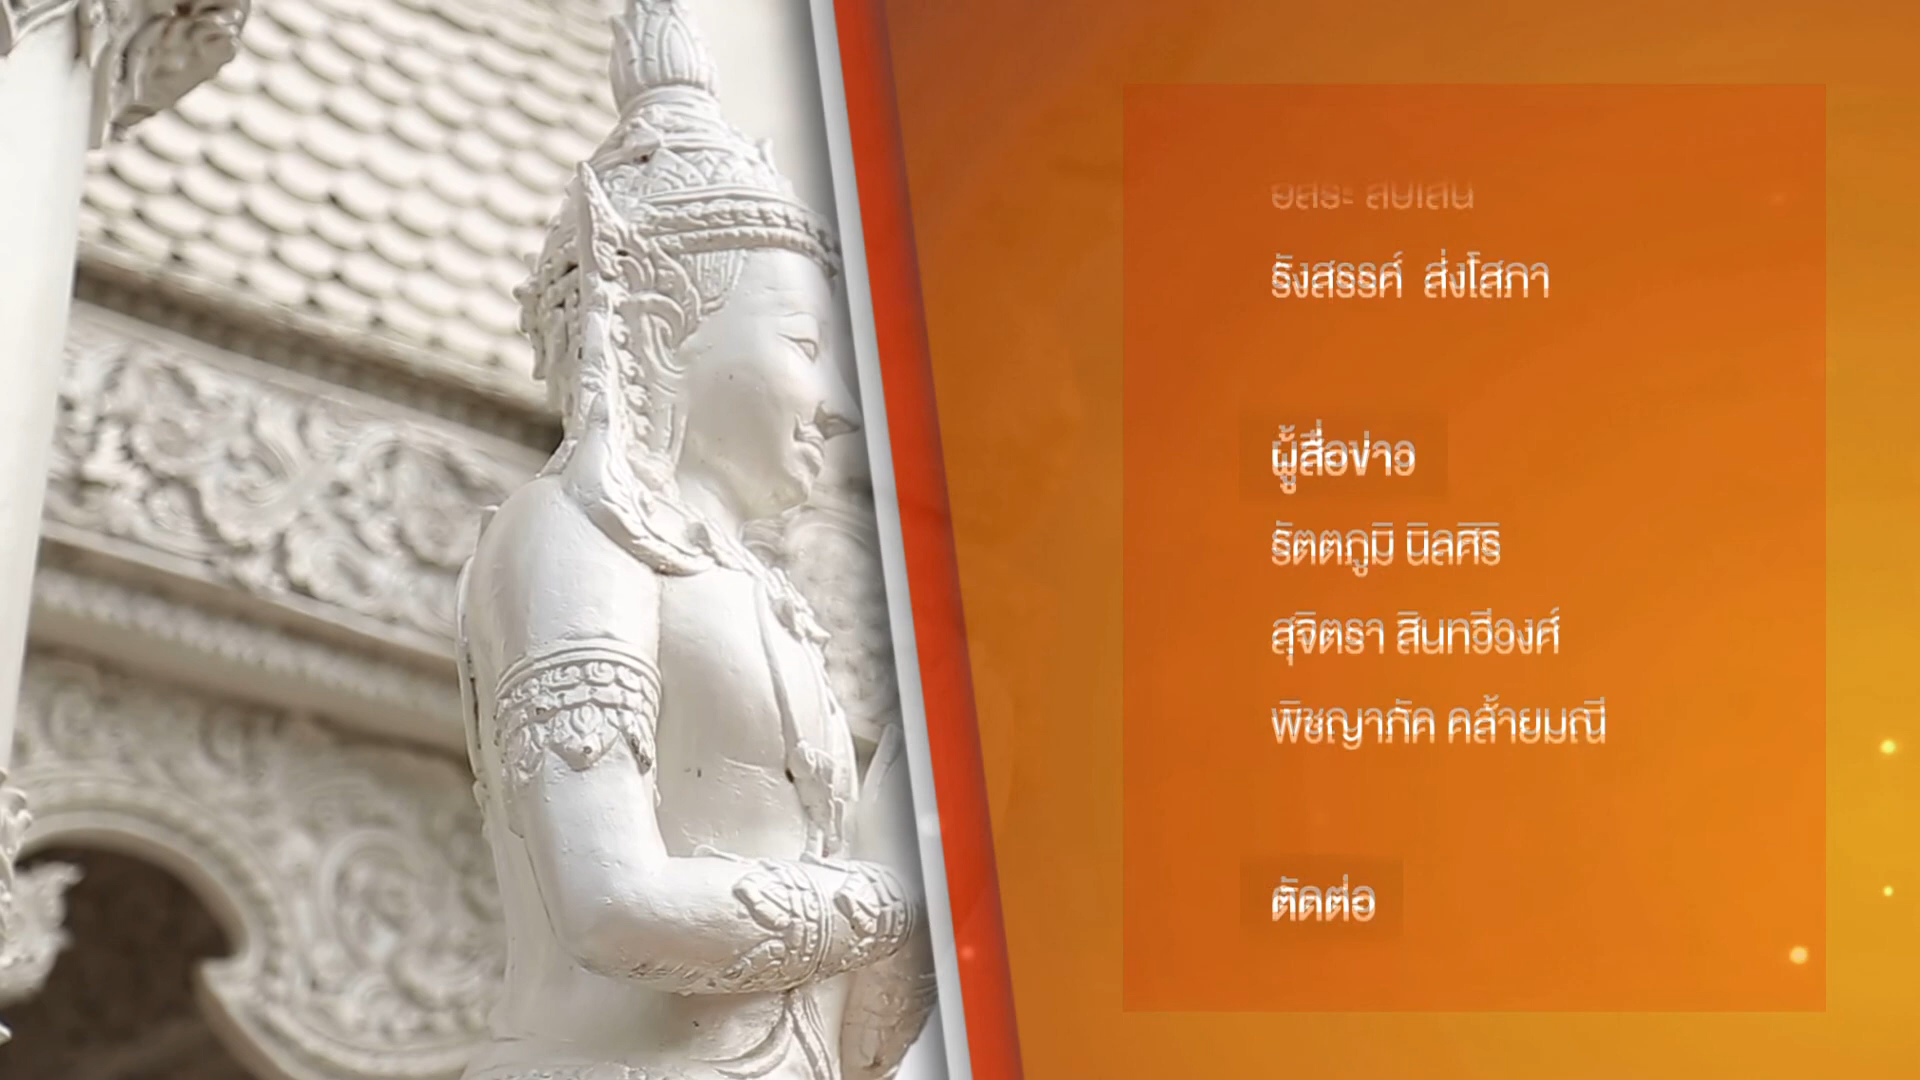 รังสรรค์ ส่งโสภา
ผู้สื่อข่าว
รัตตภูมิ นิลศิริ
สุจิตรา สินทวีวงศ์
พิชญาภัค คล้ายมณี
ตัดต่อ